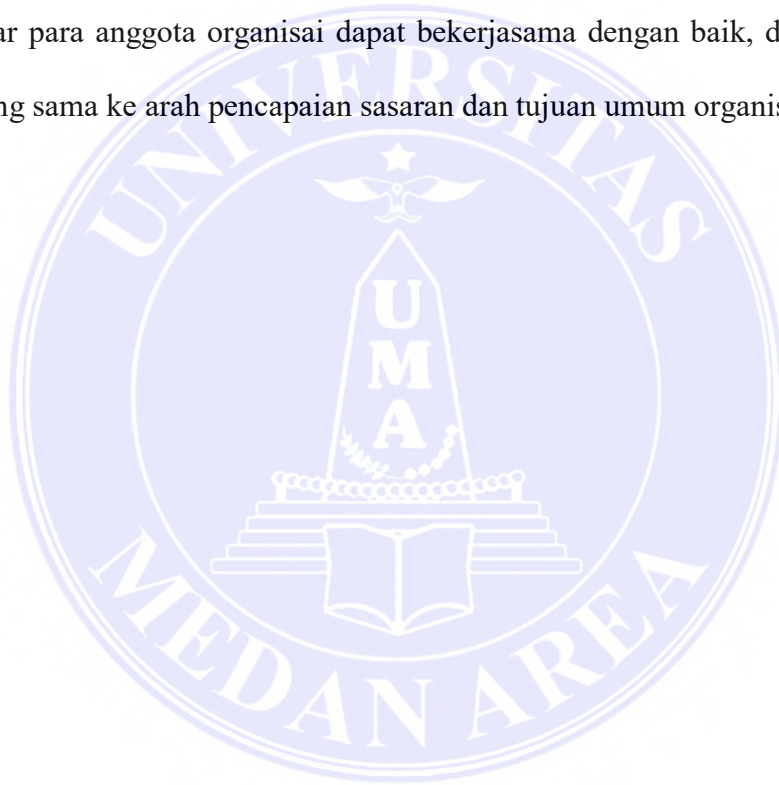 ar para anggota organisai dapat bekerjasama dengan baik, d
ng sama ke arah pencapaian sasaran dan tujuan umum organis
UNIVERSITAS
U
M
A
MEDAN AREA